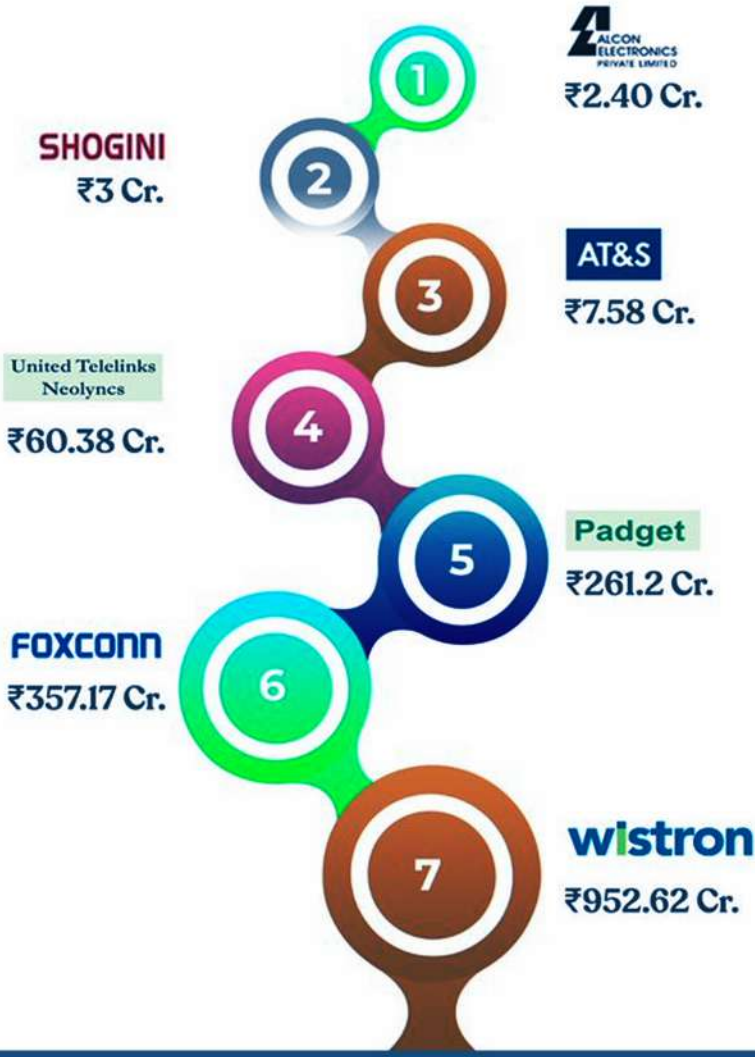 1
ALCON
ELECTRONICS
PRIVATE LIMITED
₹2.40 Cr.
SHOGINI
₹3 Cr.
2
3
AT&S
₹7.58 Cr.
United Telelinks
Neolyncs
₹60.38 Cr.
4
5
Padget
₹261.2 Cr.
FOXCONN
₹357.17 Cr.
6
7
wistron
₹952.62 Cr.